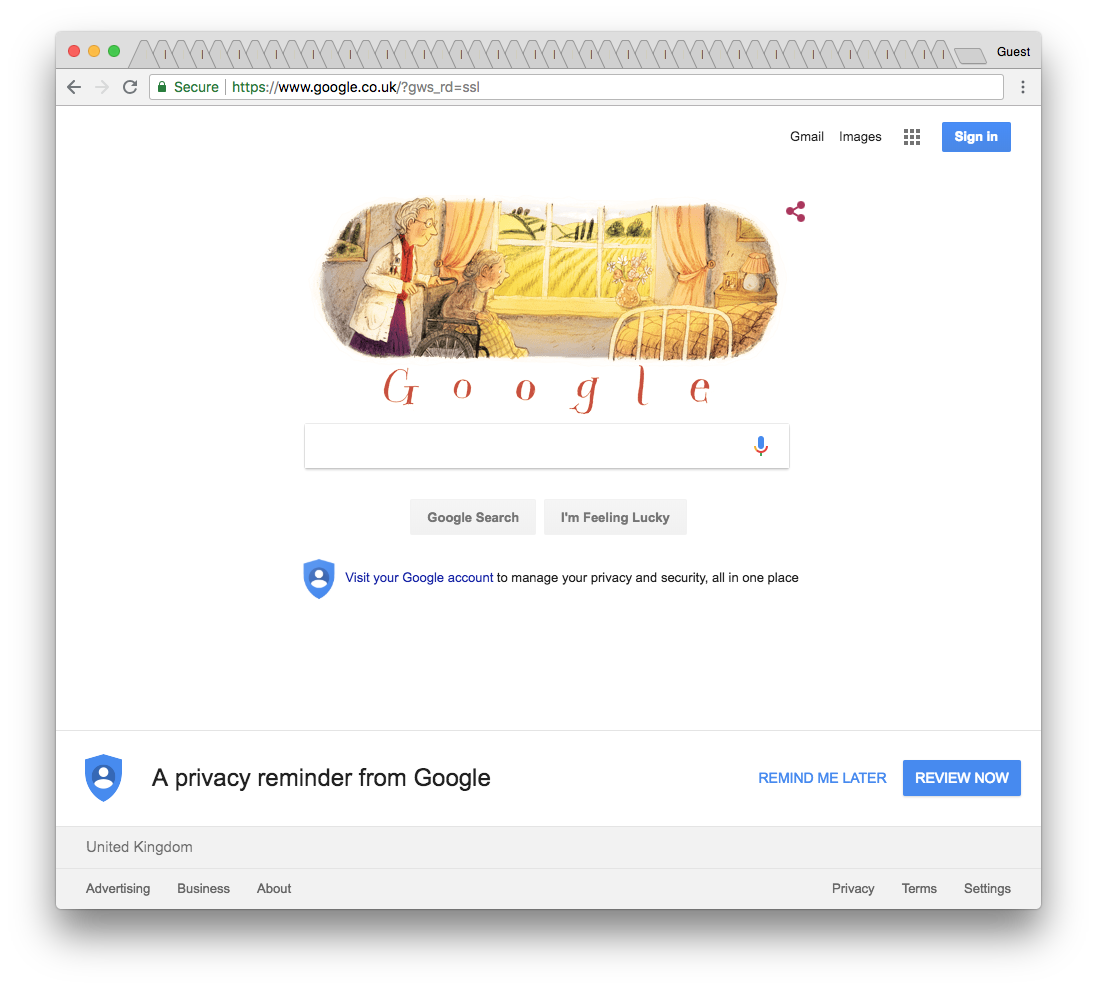 Guest
Secure https://www.google.co.uk/?gws_rd=ssl
Gmail Images Sign in
Google
Google Search I'm Feeling Lucky
Visit your Google account to manage your privacy and security, all in one place
A privacy reminder from Google REMIND ME LATER REVIEW NOW
United Kingdom
Advertising Business About Privacy Terms Settings